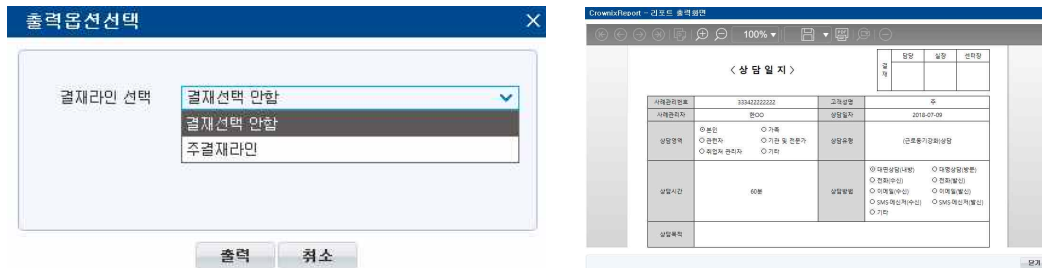 출력옵션선택
결재라인 선택
결재선택 안함
결재선택 안함
주결재라인
출력 취소
CrownixReport - 리포트 출력화면
100%
<상담일지>
결재 담당 실장 센터장
사례관리번호 333422222222 고객성명 주
사례관리자 한OO 상담일자 2018-07-09
상담영역 본인 가족 상담유형 (근로동기강화)상담
관련자 기관 및 전문가
취업처 관리자 기타
상담시간 60분 상담방법 대면상담(내방) 대면상담(방문)
전화(수신) 전화(발신)
이메일(수신) 이메일(발신)
SMS 메신저(수신) SMS 메신저(발신)
기타
상담목적
닫기